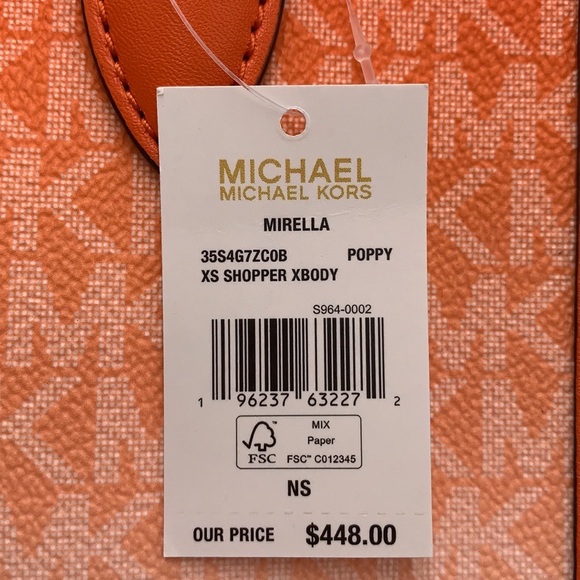 MICHAEL
MICHAEL KORS
MIRELLA
35S4G7ZC0B POPPY
XS SHOPPER XBODY
S964-0002
1 96237 63227 2
FSC
MIX
Paper
FSC™ C012345
NS
OUR PRICE $448.00